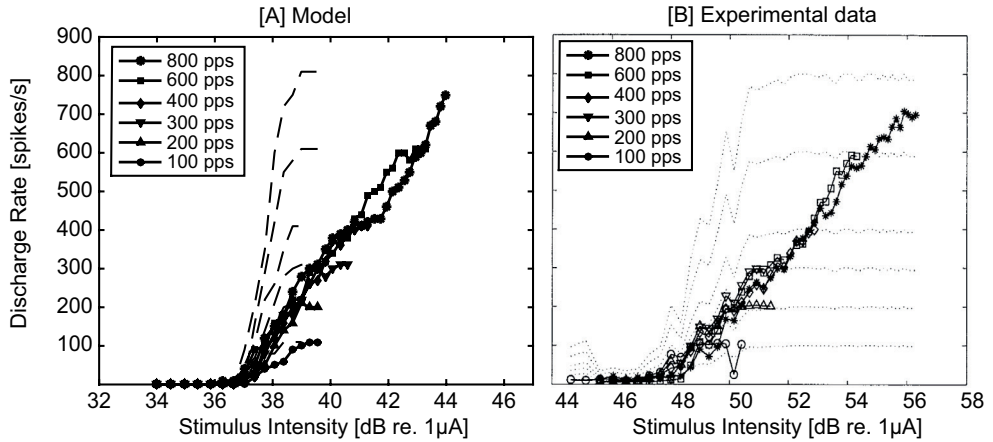 [A] Model
[B] Experimental data
Discharge Rate [spikes/s]
900
800
700
600
500
400
300
200
100
800 pps
600 pps
400 pps
300 pps
200 pps
100 pps
32 34 36 38 40 42 44 46
Stimulus Intensity [dB re. 1µA]
800 pps
600 pps
400 pps
300 pps
200 pps
100 pps
44 46 48 50 52 54 56 58
Stimulus Intensity [dB re. 1µA]